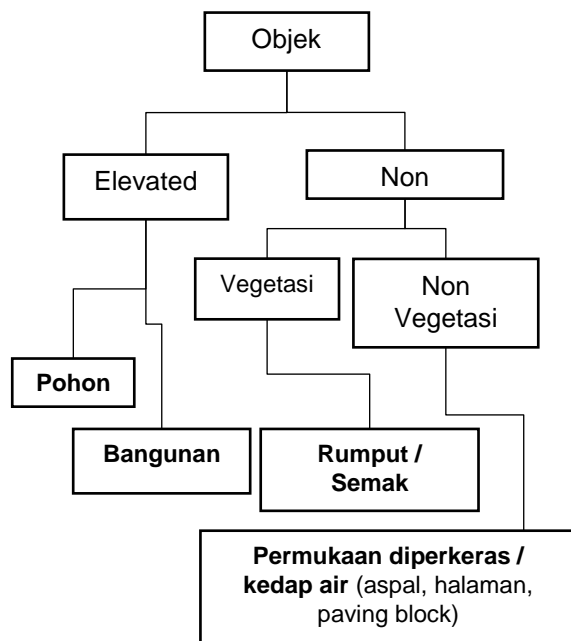 Objek
Elevated
Non
Vegetasi
Non
Vegetasi
Pohon
Bangunan
Rumput /
Semak
Permukaan diperkeras /
kedap air (aspal, halaman,
paving block)